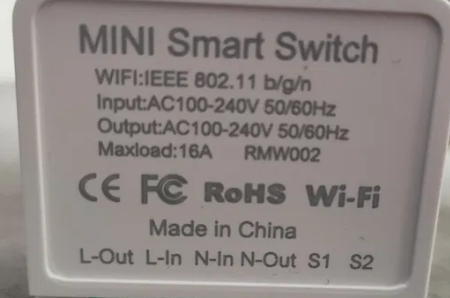 MINI Smart Switch
WIFI:IEEE 802.11 b/g/n
Input:AC100-240V 50/60Hz
Output:AC100-240V 50/60Hz
Maxload:16A RMW002
CE FC RoHS Wi-Fi
Made in China
L-Out L-In N-In N-Out S1 S2